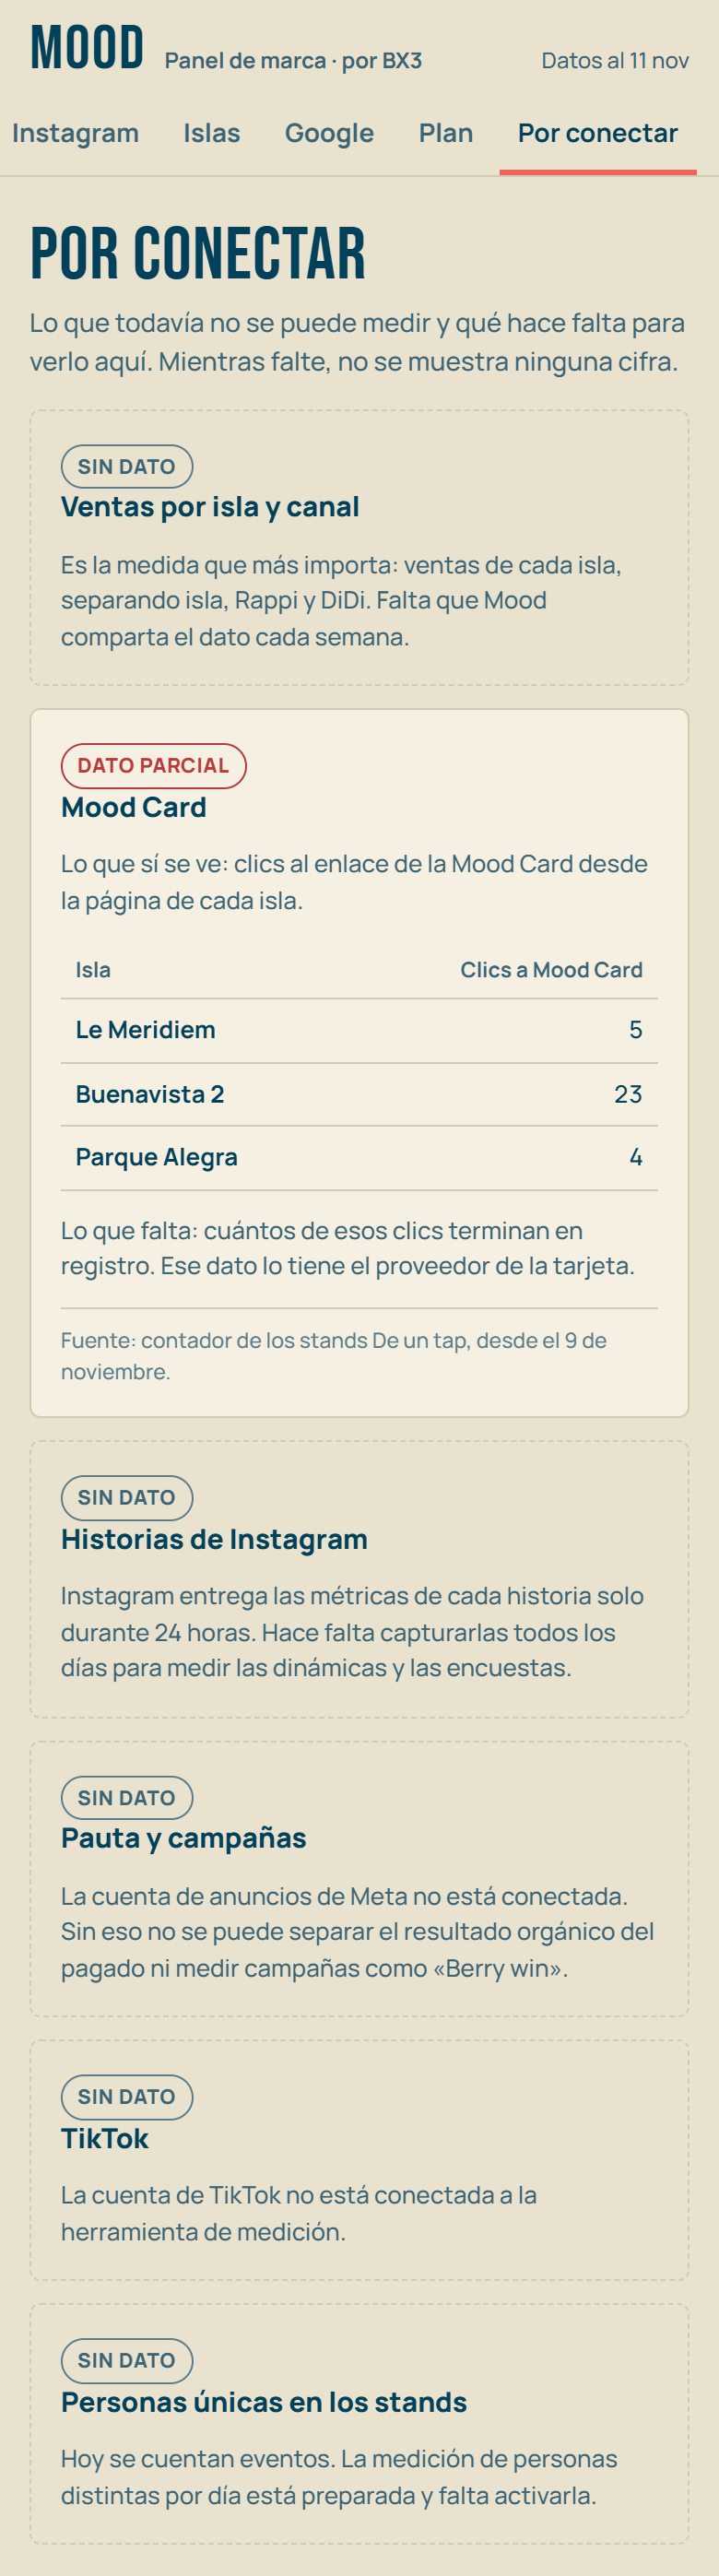 MOOD Panel de marca · por BX3 Datos al 11 nov
Instagram Islas Google Plan Por conectar
POR CONECTAR
Lo que todavía no se puede medir y qué hace falta para
verlo aquí. Mientras falte, no se muestra ninguna cifra.
SIN DATO
Ventas por isla y canal
Es la medida que más importa: ventas de cada isla,
separando isla, Rappi y DiDi. Falta que Mood
comparta el dato cada semana.
DATO PARCIAL
Mood Card
Lo que sí se ve: clics al enlace de la Mood Card desde
la página de cada isla.
Isla Clics a Mood Card
Le Meridiem 5
Buenavista 2 23
Parque Alegra 4
Lo que falta: cuántos de esos clics terminan en
registro. Ese dato lo tiene el proveedor de la tarjeta.
Fuente: contador de los stands De un tap, desde el 9 de
noviembre.
SIN DATO
Historias de Instagram
Instagram entrega las métricas de cada historia solo
durante 24 horas. Hace falta capturarlas todos los
días para medir las dinámicas y las encuestas.
SIN DATO
Pauta y campañas
La cuenta de anuncios de Meta no está conectada.
Sin eso no se puede separar el resultado orgánico del
pagado ni medir campañas como «Berry win».
SIN DATO
TikTok
La cuenta de TikTok no está conectada a la
herramienta de medición.
SIN DATO
Personas únicas en los stands
Hoy se cuentan eventos. La medición de personas
distintas por día está preparada y falta activarla.